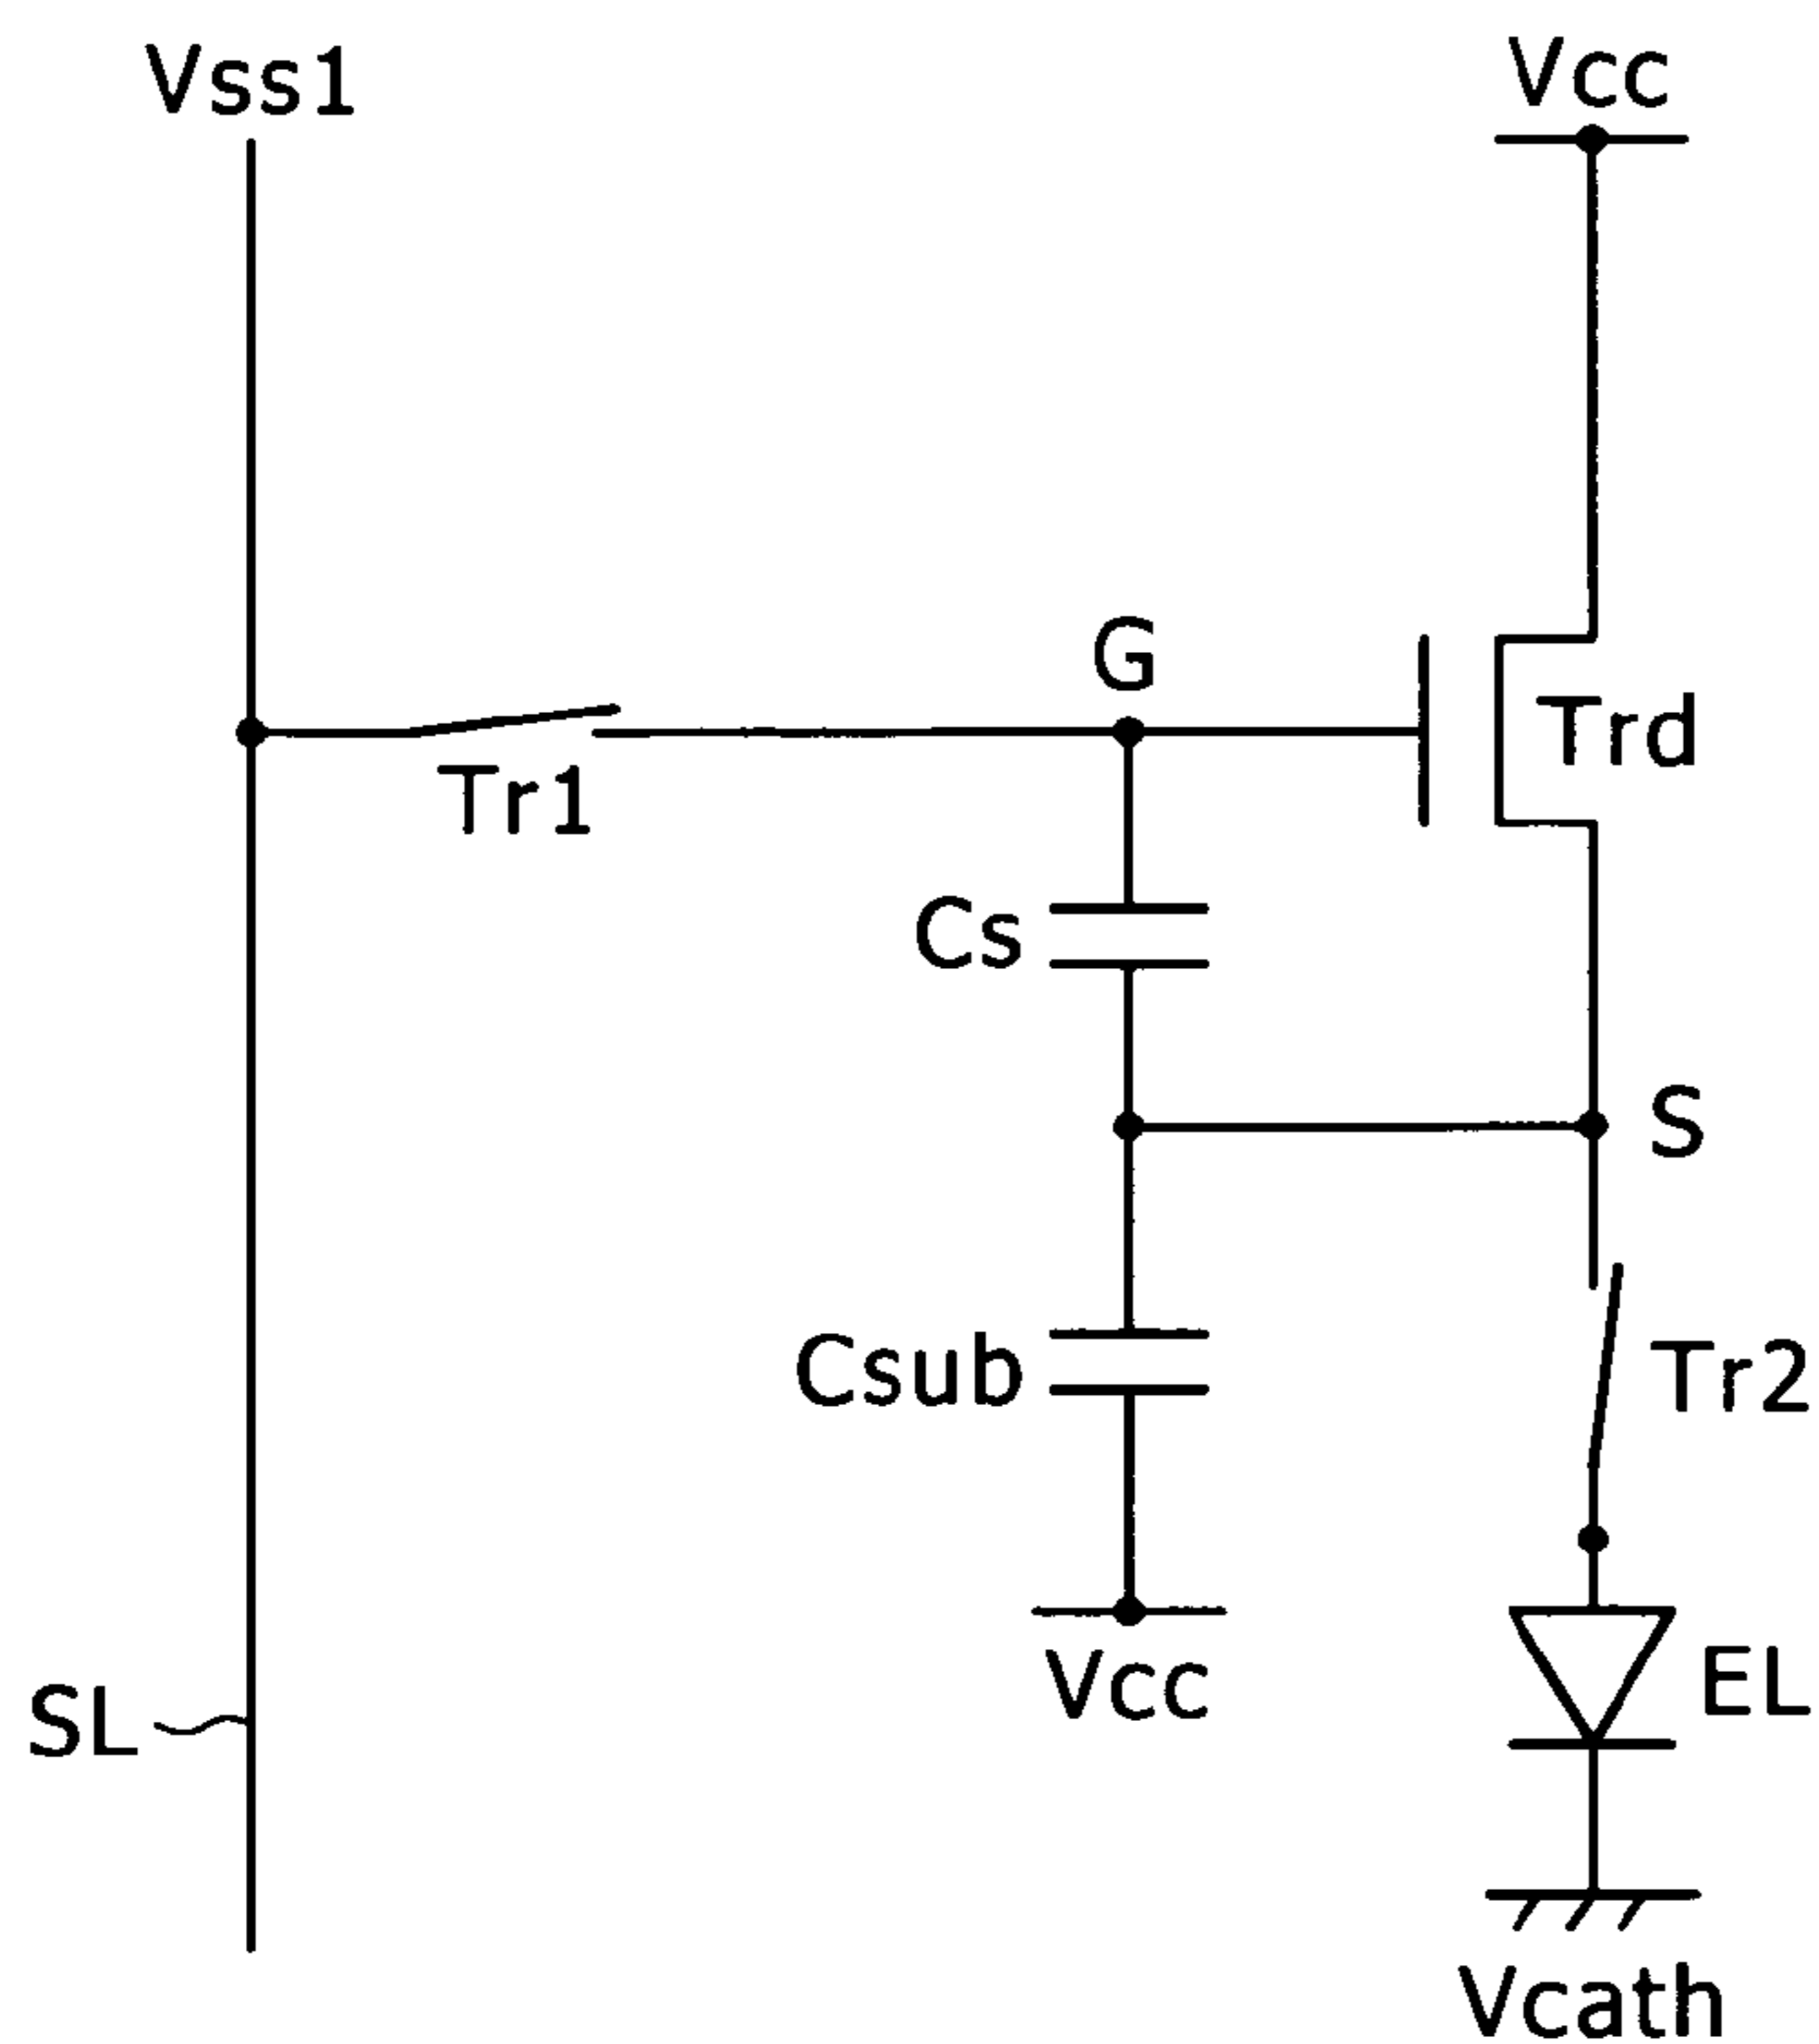 Vss1
Vcc
G
Trd
Tr1
Cs
S
Csub
Tr2
Vcc
EL
SL
Vcath